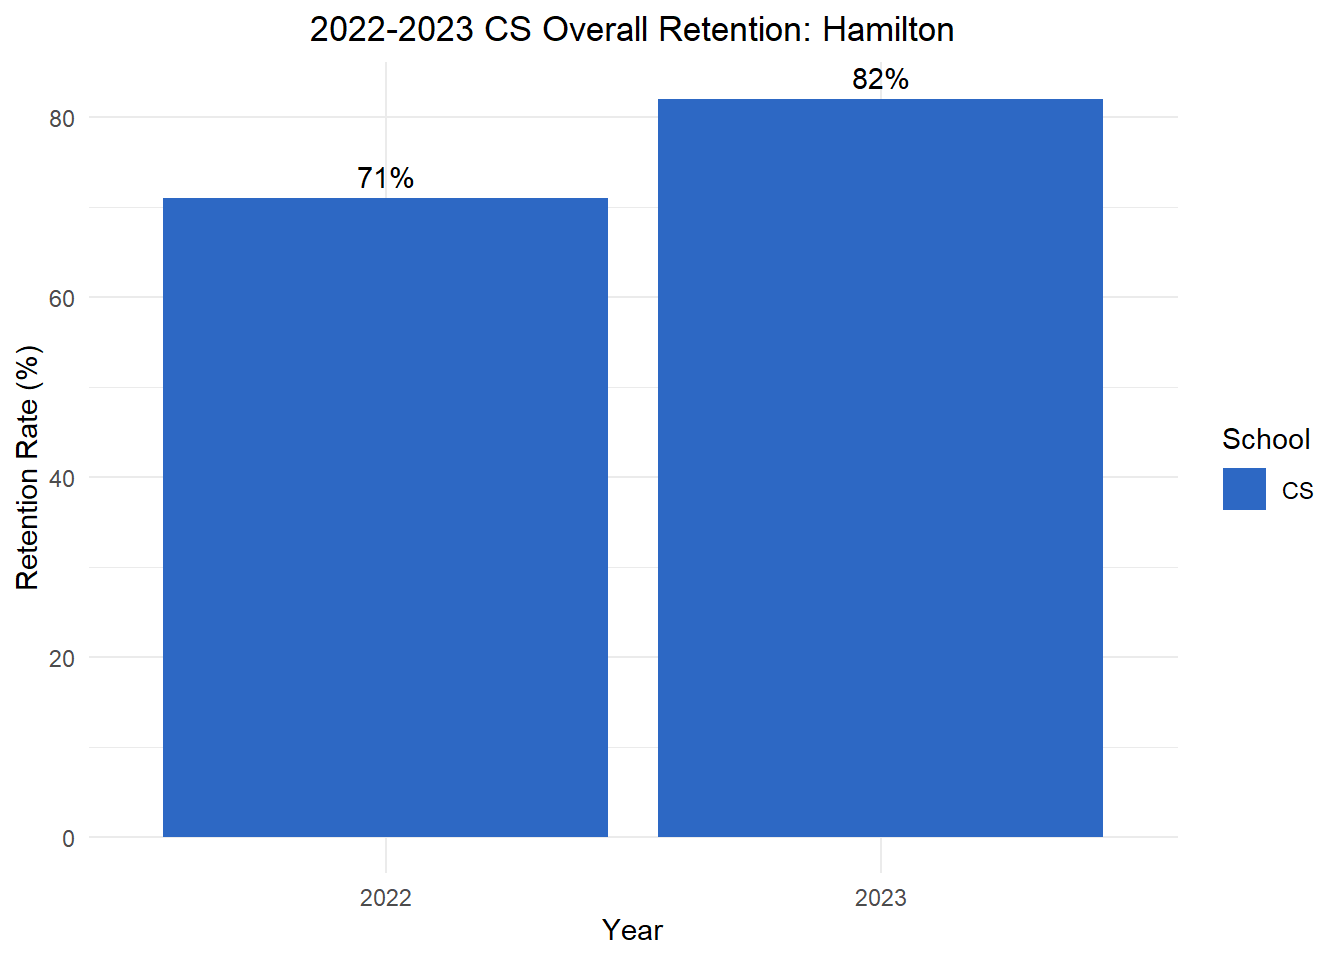 2022-2023 CS Overall Retention: Hamilton
82%
71%
80
60
40
20
0
Retention Rate (%)
2022
2023
Year
School
CS